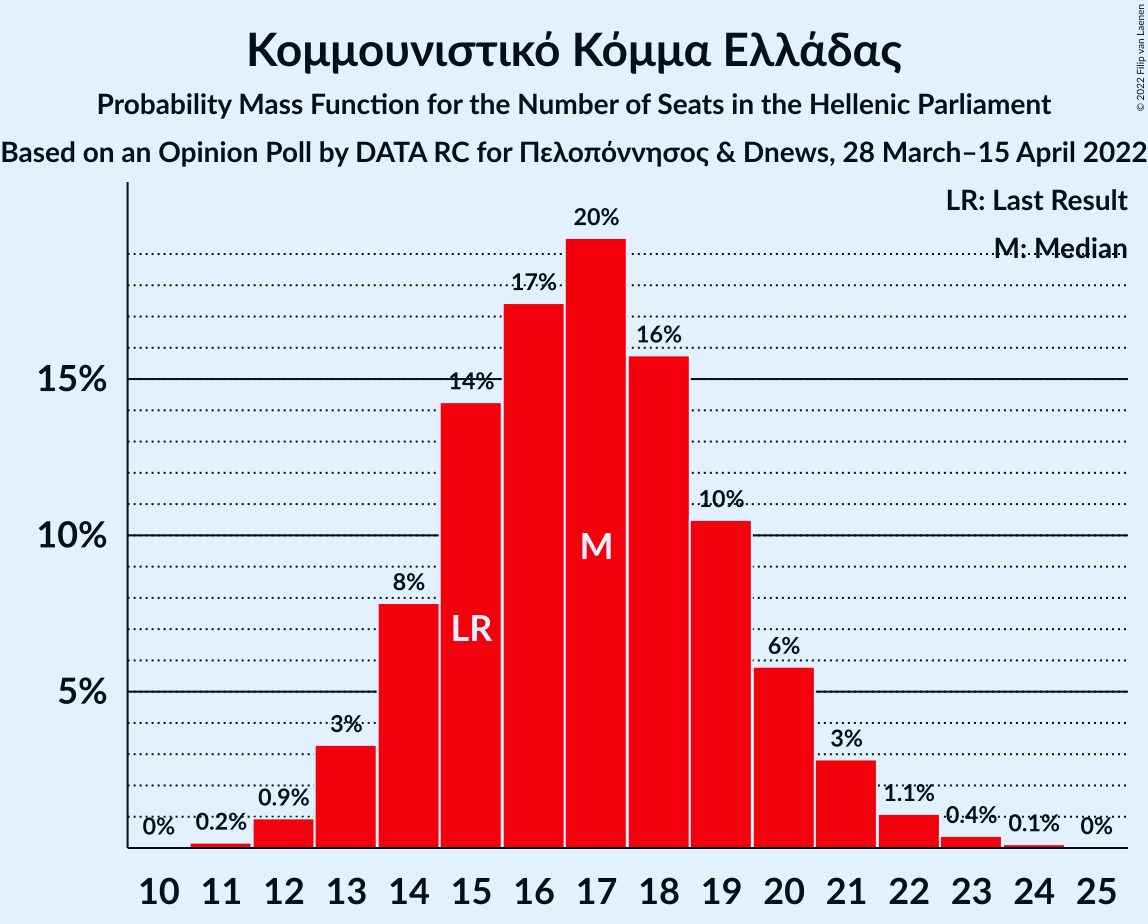 Κομμουνιστικό Κόμμα Ελλάδας
Probability Mass Function for the Number of Seats in the Hellenic Parliament
Based on an Opinion Poll by DATA RC for Πελοπόννησος & Dnews, 28 March–15 April 2022
© 2022 Filip van Laenen
LR: Last Result
M: Median
20%
17%
16%
15%
14%
10%
10%
M
8%
LR
6%
5%
3%
3%
0.9%
1.1%
0% 0.2% 0.4% 0.1% 0%
10 11 12 13 14 15 16 17 18 19 20 21 22 23 24 25